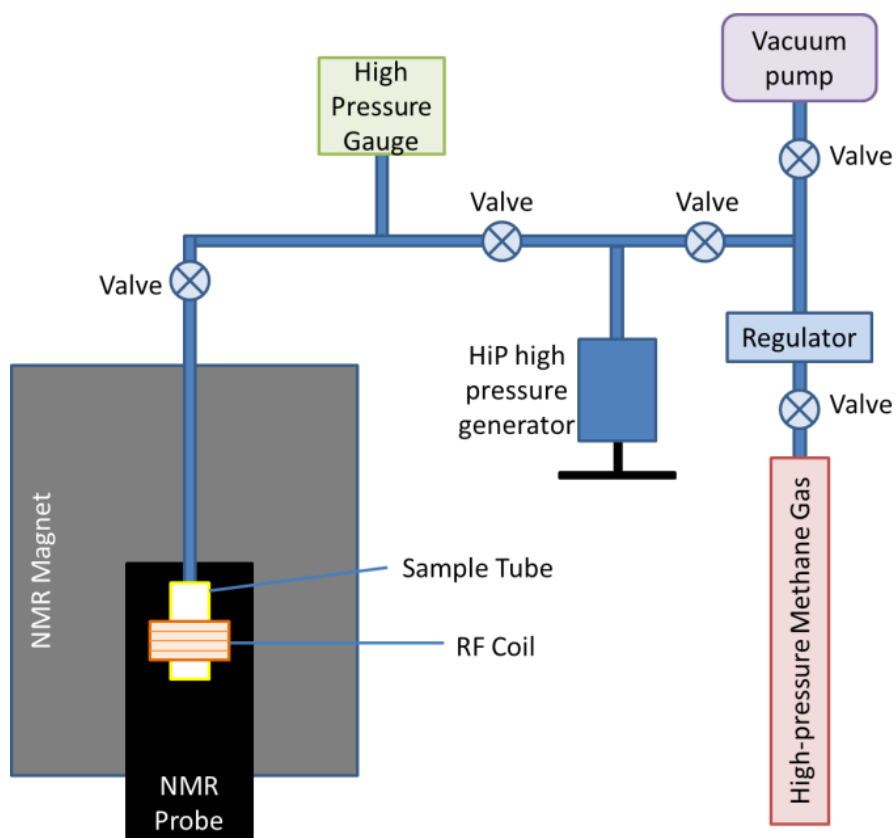 Vacuum
pump
High
Pressure
Gauge
Valve
Valve
Valve
Valve
Regulator
HiP high
pressure
generator
Valve
NMR Magnet
Sample Tube
RF Coil
High-pressure Methane Gas
NMR
Probe